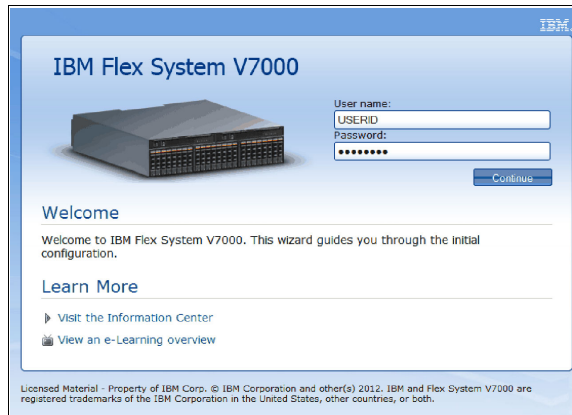 IBM
IBM Flex System V7000
User name:
USERID
Password:
••••••••
Continue
Welcome
Welcome to IBM Flex System V7000. This wizard guides you through the initial
configuration.
Learn More
Visit the Information Center
View an e-Learning overview
Licensed Material - Property of IBM Corp. © IBM Corporation and other(s) 2012. IBM and Flex System V7000 are
registered trademarks of the IBM Corporation in the United States, other countries, or both.